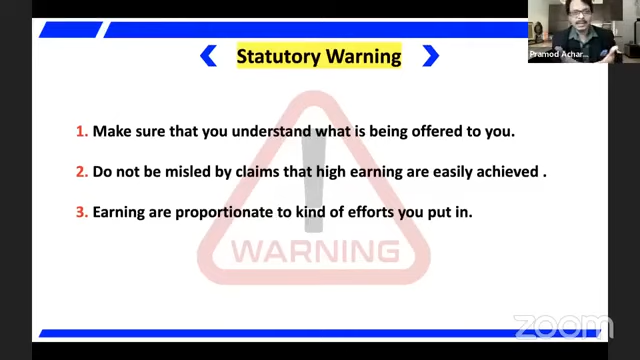 Statutory Warning
Pramod Achar...
1. Make sure that you understand what is being offered to you.
2. Do not be misled by claims that high earning are easily achieved .
3. Earning are proportionate to kind of efforts you put in.
WARNING
zoom